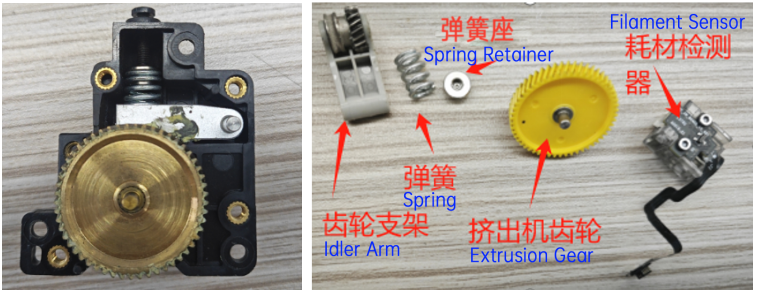 弹簧座
Spring Retainer
Filament Sensor
耗材检测
器
弹簧
Spring
齿轮支架
Idler Arm
挤出机齿轮
Extrusion Gear